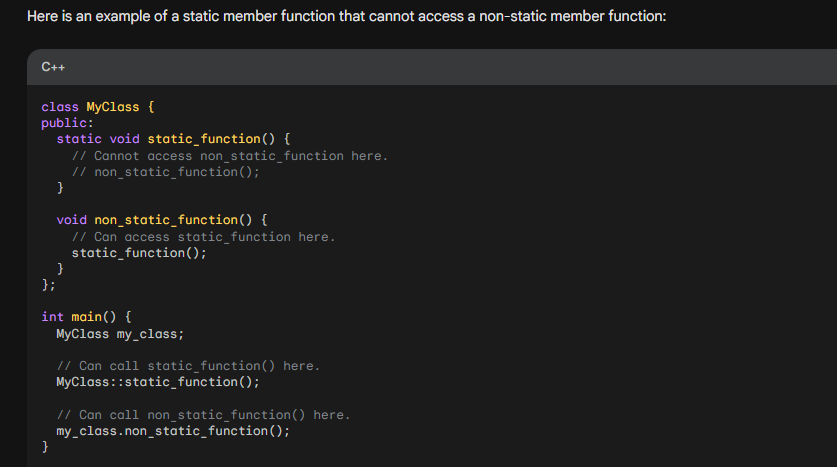 Here is an example of a static member function that cannot access a non-static member function:
C++
class MyClass {
public:
  static void static_function() {
    // Cannot access non_static_function here.
    // non_static_function();
  }

  void non_static_function() {
    // Can access static_function here.
    static_function();
  }
};

int main() {
  MyClass my_class;

  // Can call static_function() here.
  MyClass::static_function();

  // Can call non_static_function() here.
  my_class.non_static_function();
}